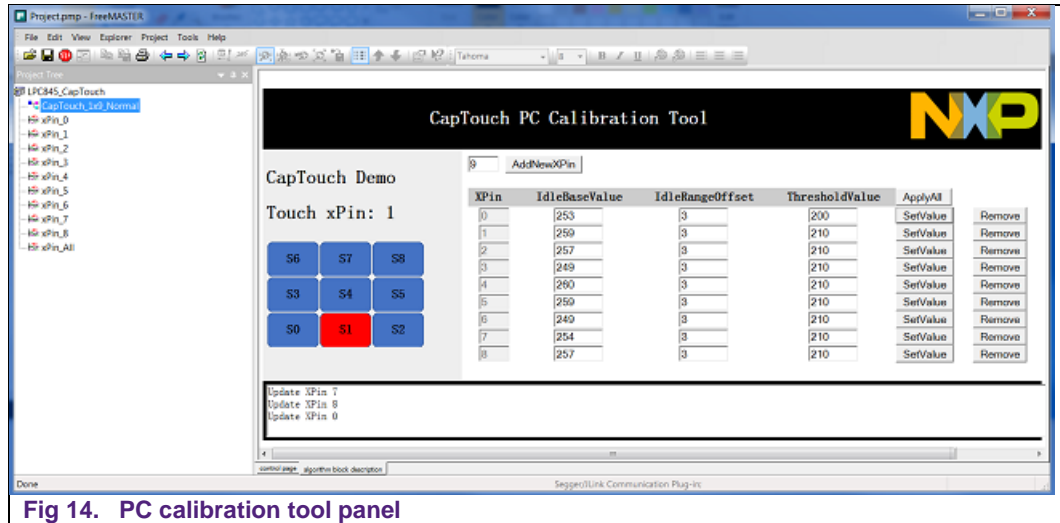 Project.pmp - FreeMASTER
File Edit View Explorer Project Tools Help
Tahoma 8 B I U
Project Tree
LPC845_CapTouch
CapTouch_1x9_Normal
xPin_0
xPin_1
xPin_2
xPin_3
xPin_4
xPin_5
xPin_6
xPin_7
xPin_8
xPin_All
CapTouch PC Calibration Tool
NXP
CapTouch Demo
Touch xPin: 1
S6 S7 S8
S3 S4 S5
S0 S1 S2
9 AddNewXPin
XPin IdleBaseValue IdleRangeOffset ThresholdValue ApplyAll
0 253 3 200 SetValue Remove
1 259 3 210 SetValue Remove
2 257 3 210 SetValue Remove
3 249 3 210 SetValue Remove
4 260 3 210 SetValue Remove
5 259 3 210 SetValue Remove
6 249 3 210 SetValue Remove
7 254 3 210 SetValue Remove
8 257 3 210 SetValue Remove
Update XPin 7
Update XPin 8
Update XPin 0
control page algorithm block description
Done Segger/JLink Communication Plug-in:
Fig 14. PC calibration tool panel